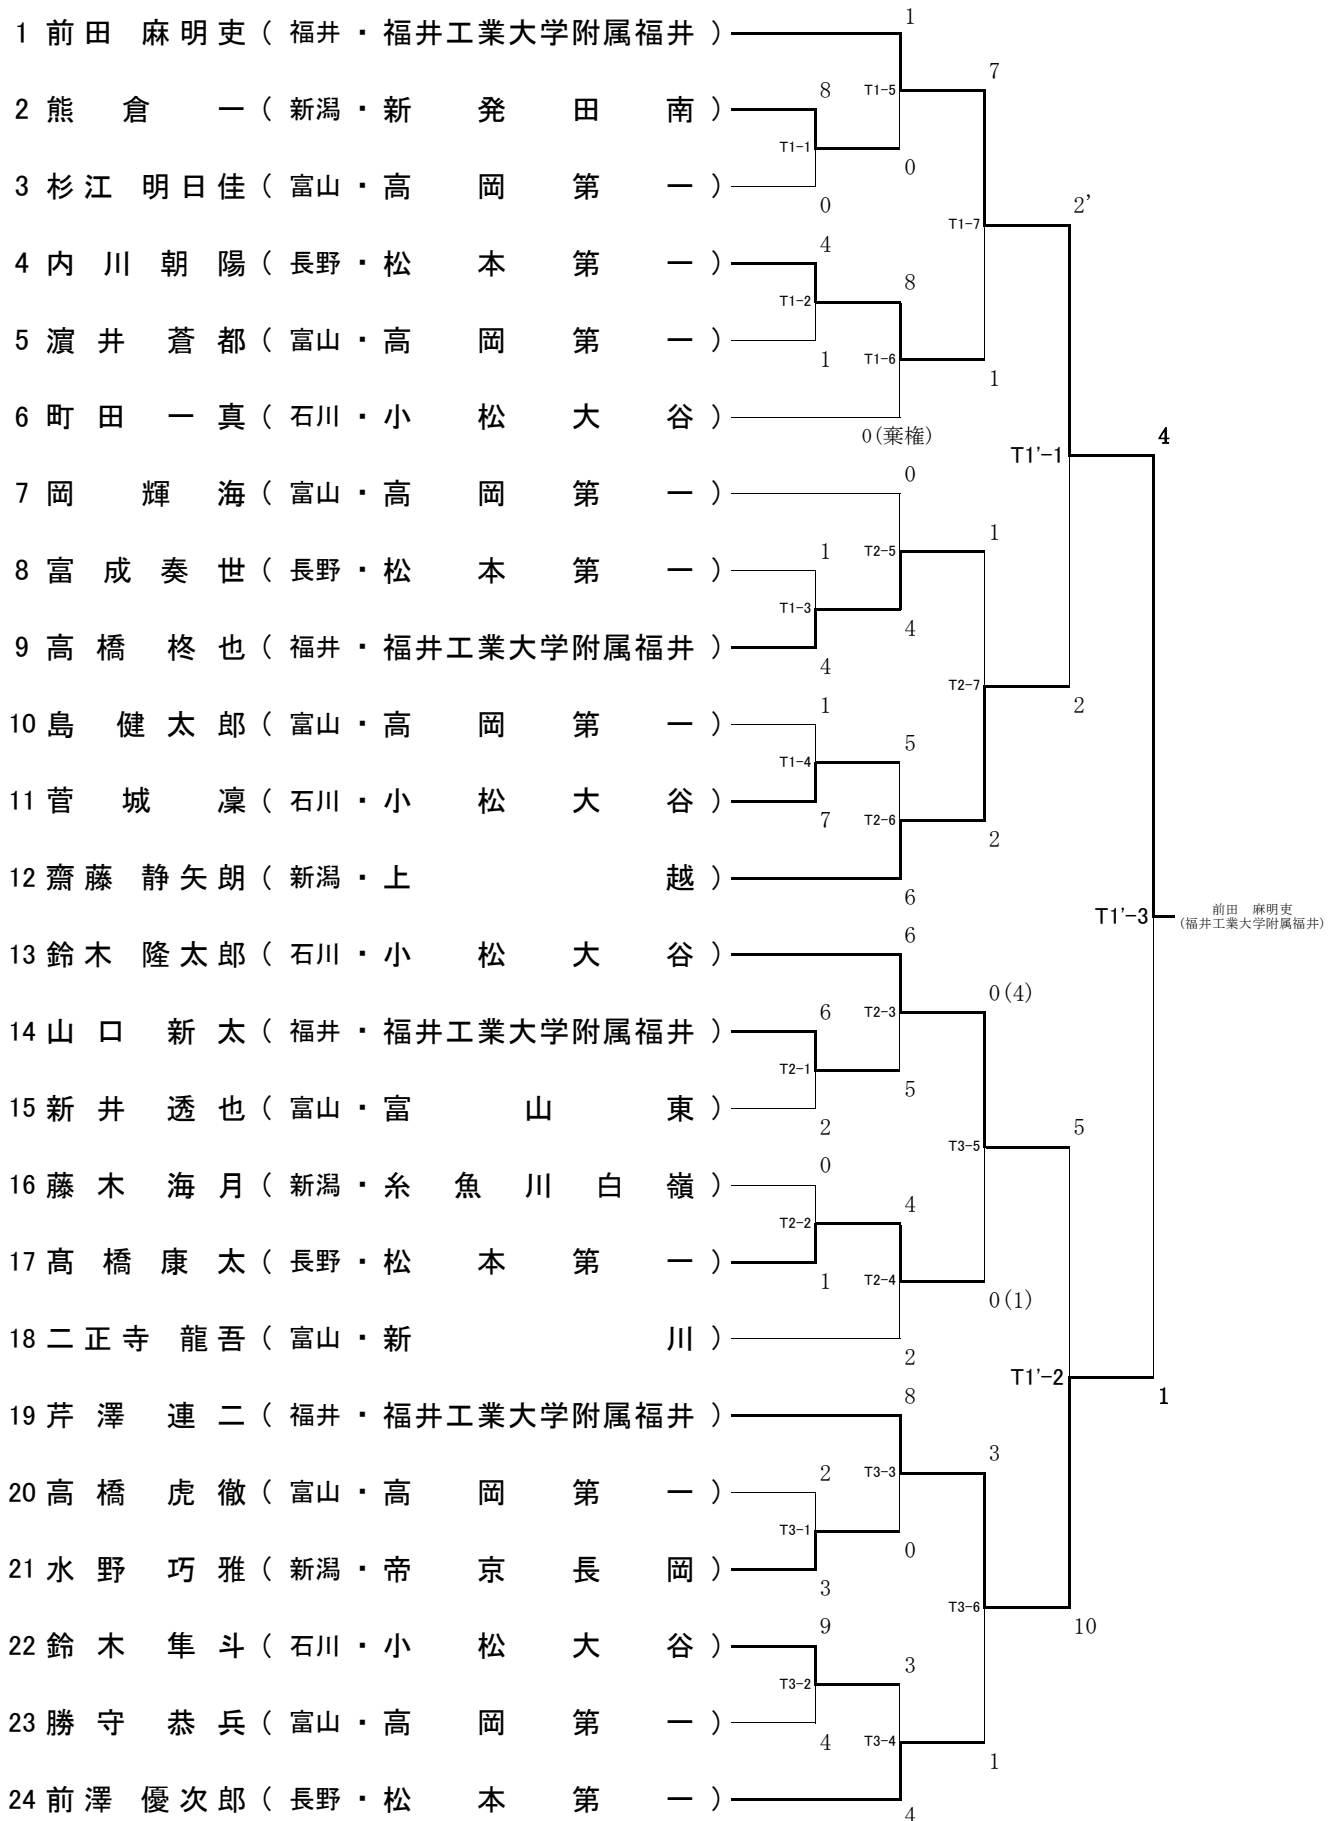 1 前田 麻明吏 ( 福井 ・ 福井工業大学附属福井 )
2 熊倉 一 ( 新潟 ・ 新発田南 )
3 杉江 明日佳 ( 富山 ・ 高岡第一 )
4 内川 朝陽 ( 長野 ・ 松本第一 )
5 濵井 蒼都 ( 富山 ・ 高岡第一 )
6 町田 一真 ( 石川 ・ 小松大谷 )
7 岡 輝海 ( 富山 ・ 高岡第一 )
8 富成 奏世 ( 長野 ・ 松本第一 )
9 高橋 柊也 ( 福井 ・ 福井工業大学附属福井 )
10 島 健太郎 ( 富山 ・ 高岡第一 )
11 菅 城凜 ( 石川 ・ 小松大谷 )
12 齋藤 静矢朗 ( 新潟 ・ 上越 )
13 鈴木 隆太郎 ( 石川 ・ 小松大谷 )
14 山口 新太 ( 福井 ・ 福井工業大学附属福井 )
15 新井 透也 ( 富山 ・ 富山東 )
16 藤木 海月 ( 新潟 ・ 糸魚川白嶺 )
17 髙橋 康太 ( 長野 ・ 松本第一 )
18 二正寺 龍吾 ( 富山 ・ 新川 )
19 芹澤 連二 ( 福井 ・ 福井工業大学附属福井 )
20 高橋 虎徹 ( 富山 ・ 高岡第一 )
21 水野 巧雅 ( 新潟 ・ 帝京長岡 )
22 鈴木 隼斗 ( 石川 ・ 小松大谷 )
23 勝守 恭兵 ( 富山 ・ 高岡第一 )
24 前澤 優次郎 ( 長野 ・ 松本第一 )
8
T1-1
0
4
T1-2
1
1
T1-3
4
1
T1-4
7
6
T2-1
2
0
T2-2
1
2
T3-1
3
9
T3-2
4
1
T1-5
0
8
T1-6
0(棄権)
0
T2-5
4
5
T2-6
6
6
T2-3
5
4
T2-4
2
8
T3-3
0
3
T3-4
4
7
T1-7
1
1
T2-7
2
0(4)
T3-5
0(1)
3
T3-6
1
2’
T1’-1
2
5
T1’-2
10
4
T1’-3
1
前田 麻明吏
(福井工業大学附属福井)